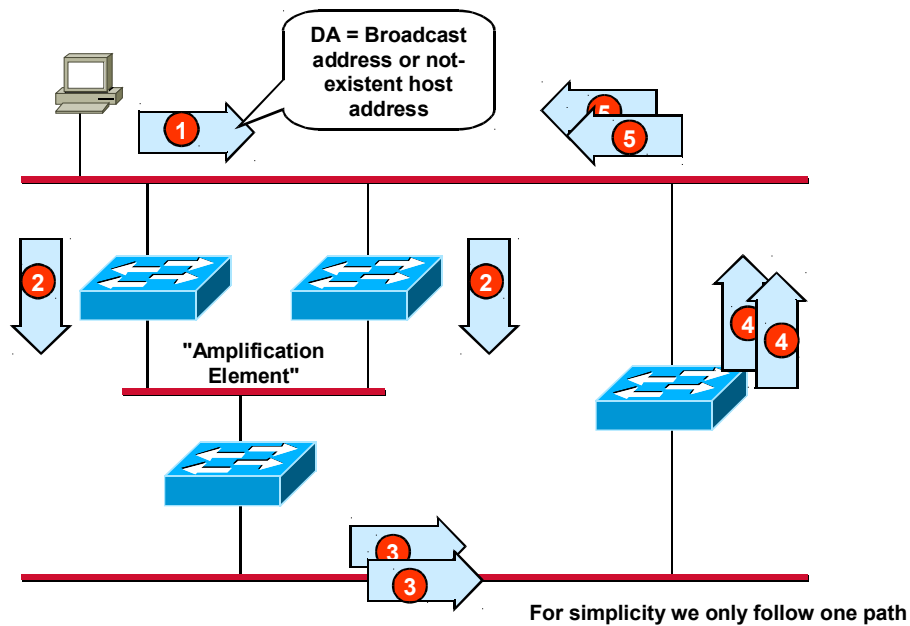 DA = Broadcast
address or not-
existent host
address
1
5
5
2
2
4
4
"Amplification
Element"
3
3
For simplicity we only follow one path